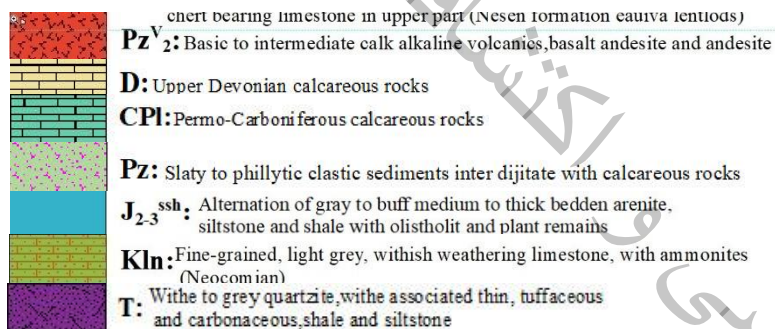 chert bearing limestone in upper part (Nesen formation eauiva lentlods)
PzV2: Basic to intermediate calk alkaline volcanics,basalt andesite and andesite
D: Upper Devonian calcareous rocks
CPl: Permo-Carboniferous calcareous rocks
Pz: Slaty to phillytic clastic sediments inter dijitate with calcareous rocks
J2-3ssh: Alternation of gray to buff medium to thick bedden arenite,
siltstone and shale with olistholit and plant remains
Kln: Fine-grained, light grey, withish weathering limestone, with ammonites
(Neocomian)
T: Withe to grey quartzite,withe associated thin, tuffaceous
and carbonaceous,shale and siltstone